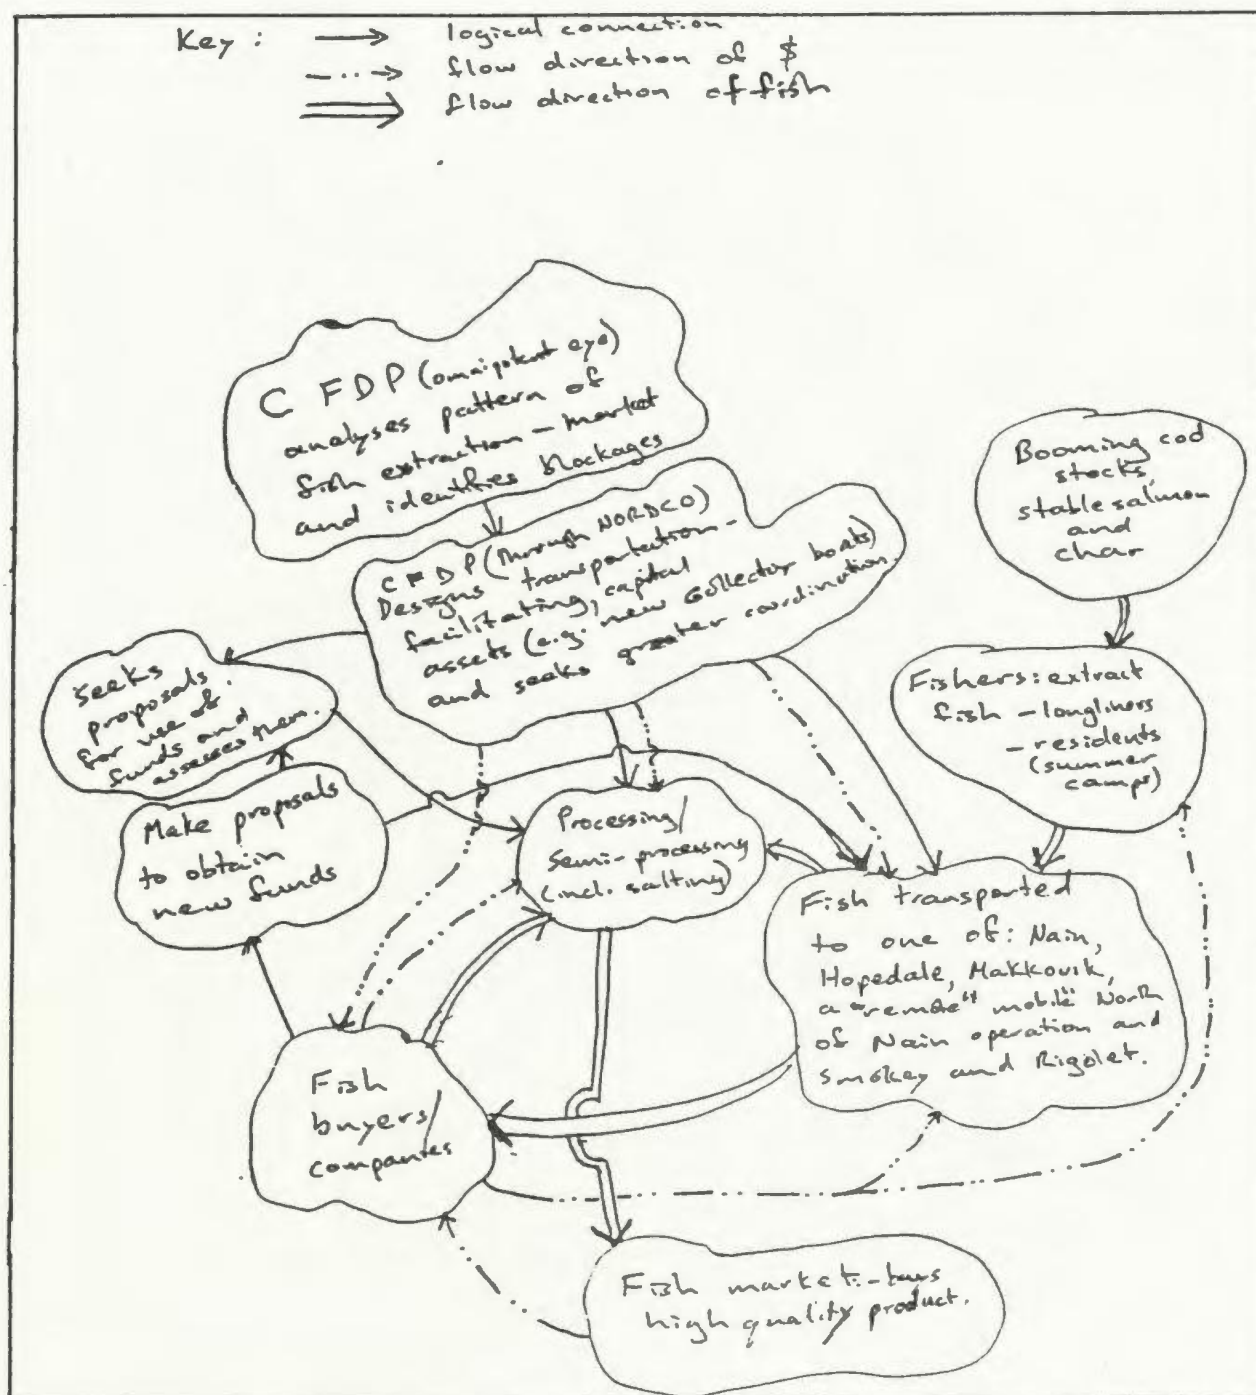 Key :
logical connection
flow direction of $
flow direction of fish
C FDP (omnipotent eye)
analyses pattern of
fish extraction - market
and identifies blockages
CFDP (through NORDCO)
Designs transportation-
facilitating, capital
assets (e.g. new collector boats)
and seeks greater coordination.
Booming cod
stocks,
stable salmon
and
char
Seeks
proposals
for use of
funds and
assesses them.
Fishers: extract
fish - longliners
- residents
(summer
camps)
Make proposals
to obtain
new funds
Processing/
semi-processing
(incl. salting)
Fish transported
to one of: Nain,
Hopedale, Makkovik,
a "remote" "mobile" North
of Nain operation and
Smokey and Rigolet.
Fish
buyers/
companies
Fish market:-buys
high quality product.